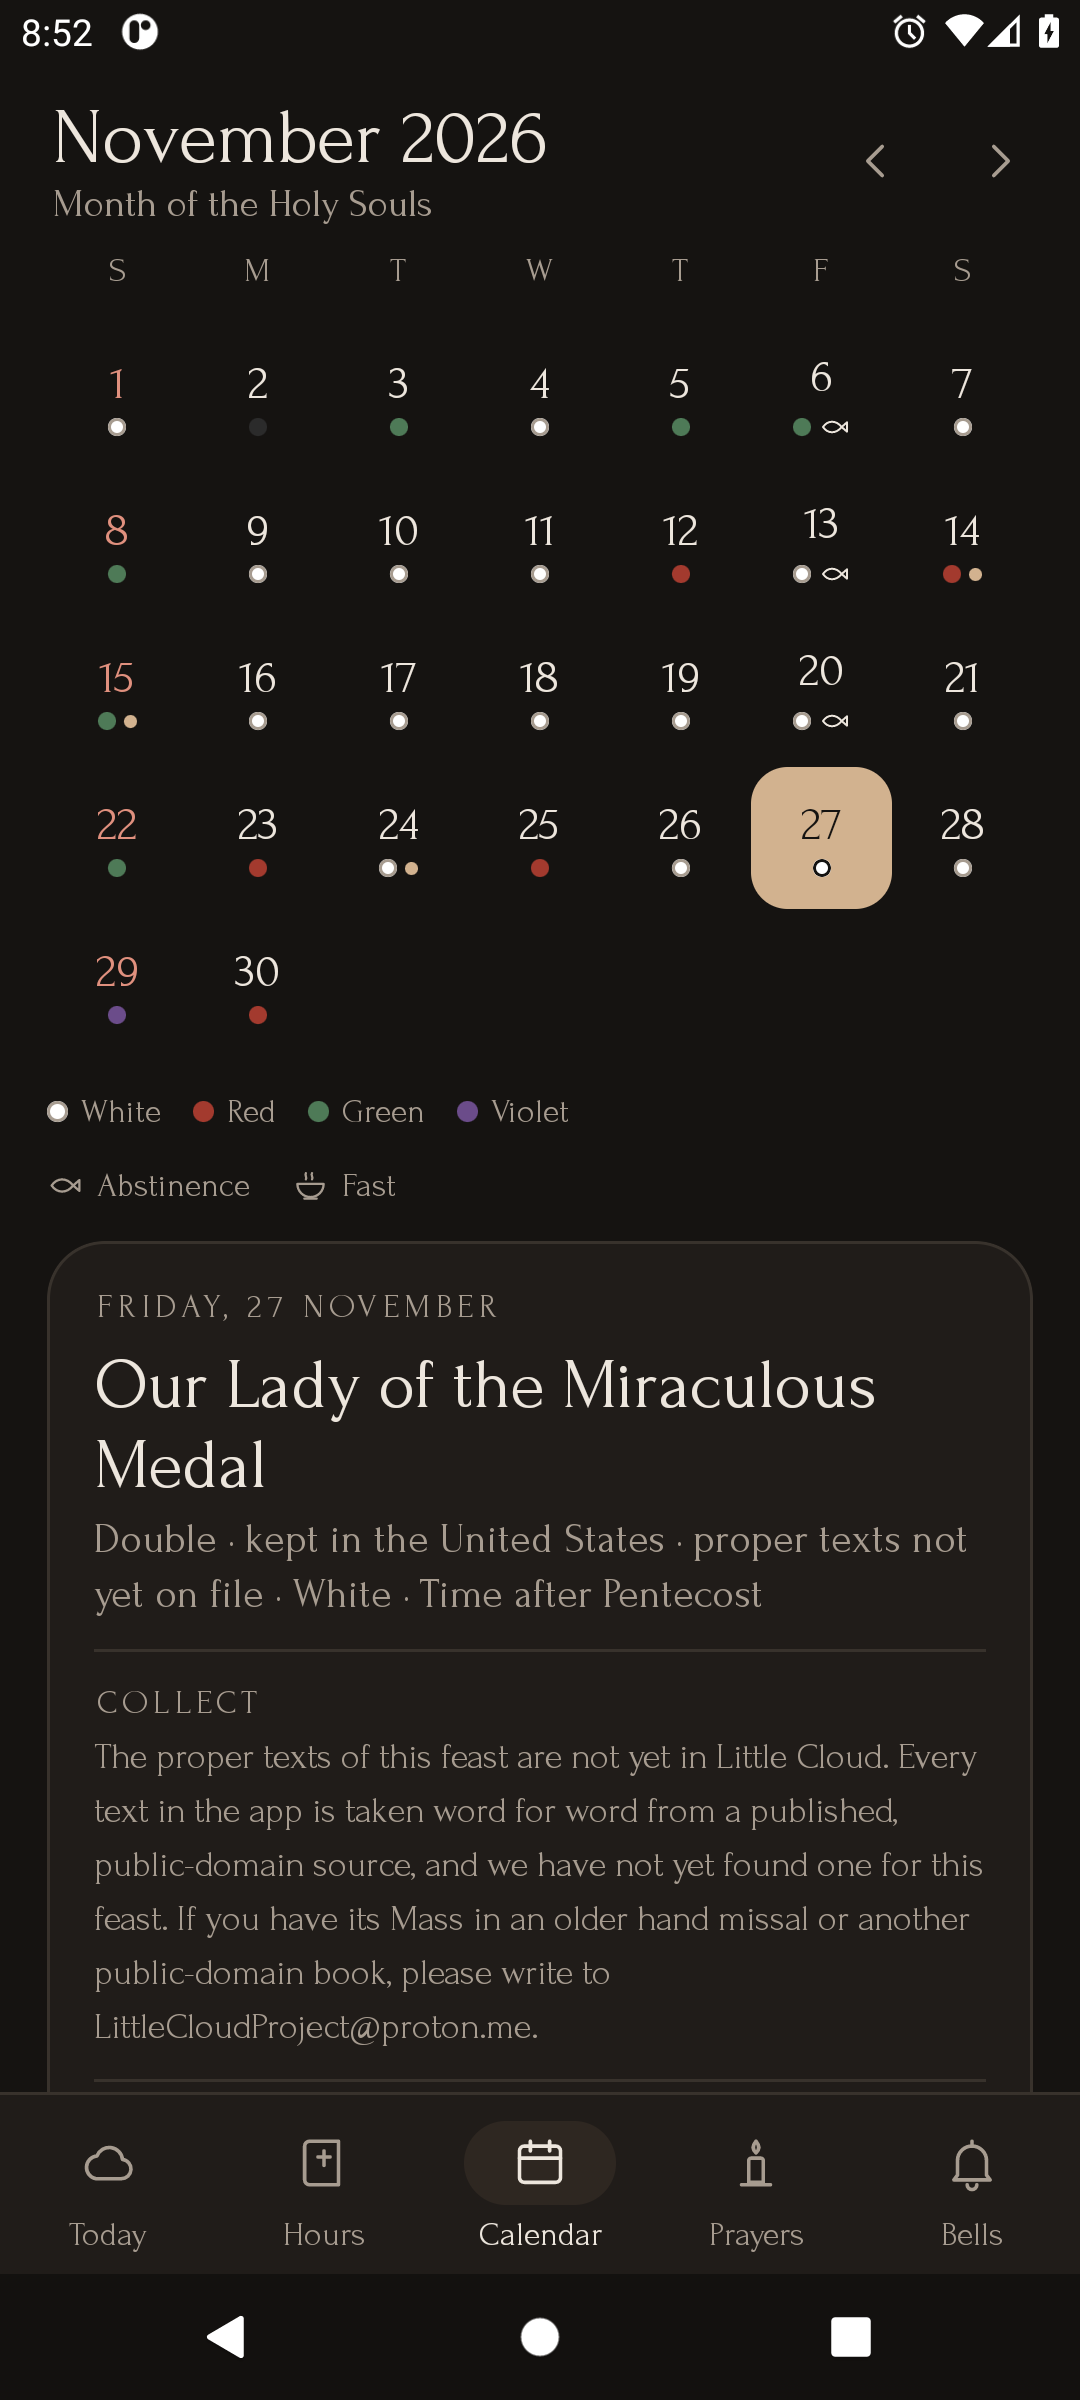 8:52
November 2026
Month of the Holy Souls
S M T W T F S
1 2 3 4 5 6 7
8 9 10 11 12 13 14
15 16 17 18 19 20 21
22 23 24 25 26 27 28
29 30
White Red Green Violet
Abstinence Fast
FRIDAY, 27 NOVEMBER
Our Lady of the Miraculous
Medal
Double · kept in the United States · proper texts not
yet on file · White · Time after Pentecost
COLLECT
The proper texts of this feast are not yet in Little Cloud. Every
text in the app is taken word for word from a published,
public-domain source, and we have not yet found one for this
feast. If you have its Mass in an older hand missal or another
public-domain book, please write to
LittleCloudProject@proton.me.
Today Hours Calendar Prayers Bells